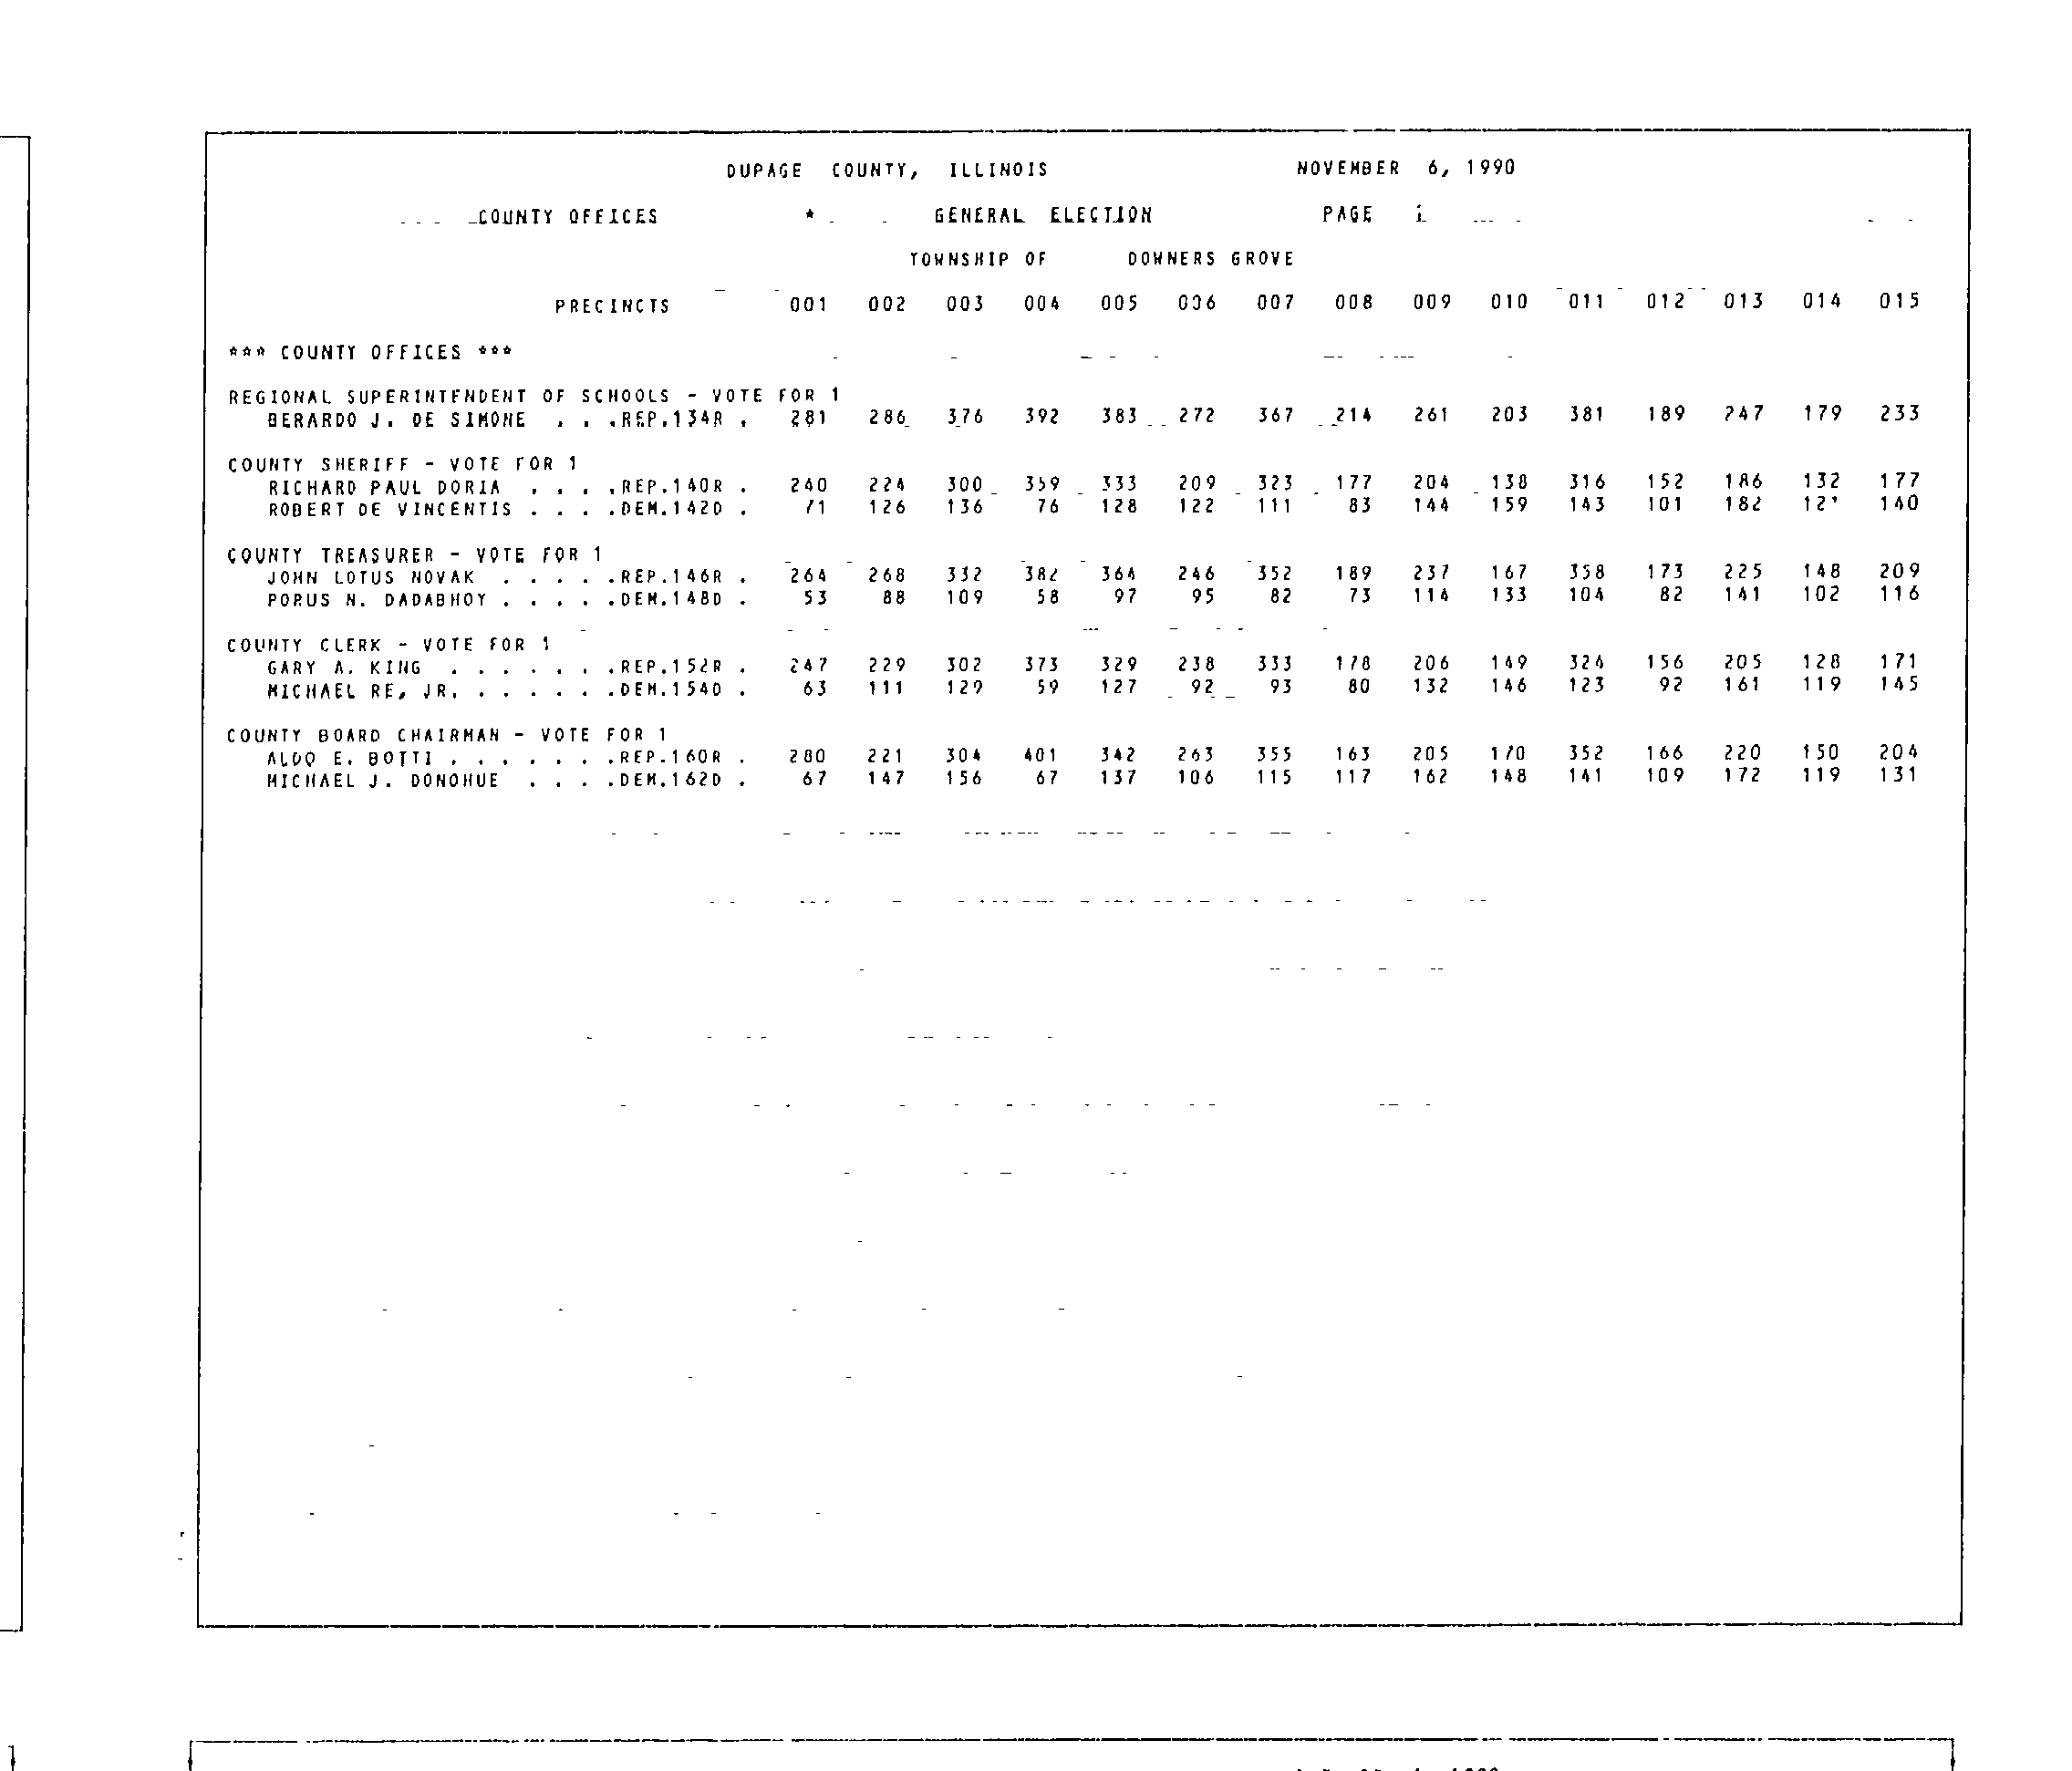 DUPAGE COUNTY, ILLINOIS NOVEMBER 6, 1990
COUNTY OFFICES * GENERAL ELECTION PAGE 1
TOWNSHIP OF DOWNERS GROVE
PRECINCTS 001 002 003 004 005 006 007 008 009 010 011 012 013 014 015
*** COUNTY OFFICES ***
REGIONAL SUPERINTENDENT OF SCHOOLS - VOTE FOR 1
BERARDO J. DE SIMONE . . .REP.134R . 281 286 376 392 383 272 367 214 261 203 381 189 247 179 233
COUNTY SHERIFF - VOTE FOR 1
RICHARD PAUL DORIA . . . .REP.140R . 240 224 300 359 333 209 323 177 204 138 316 152 186 132 177
ROBERT DE VINCENTIS . . . .DEM.142D . 71 126 136 76 128 122 111 83 144 159 143 101 182 140
COUNTY TREASURER - VOTE FOR 1
JOHN LOTUS NOVAK . . . . .REP.146R . 264 268 332 382 364 246 352 189 237 167 358 173 225 148 209
PORUS N. DADABHOY . . . . .DEM.148D . 53 88 109 58 97 95 82 73 114 133 104 82 141 102 116
COUNTY CLERK - VOTE FOR 1
GARY A. KING . . . . . . .REP.152R . 247 229 302 373 329 238 333 178 206 149 324 156 205 128 171
MICHAEL RE, JR. . . . . . .DEM.154D . 63 111 129 59 127 92 93 80 132 146 123 92 161 119 145
COUNTY BOARD CHAIRMAN - VOTE FOR 1
ALDO E. BOTTI . . . . . . .REP.160R . 280 221 304 401 342 263 355 163 205 170 352 166 220 150 204
MICHAEL J. DONOHUE . . . .DEM.162D . 67 147 156 67 137 106 115 117 162 148 141 109 172 119 131